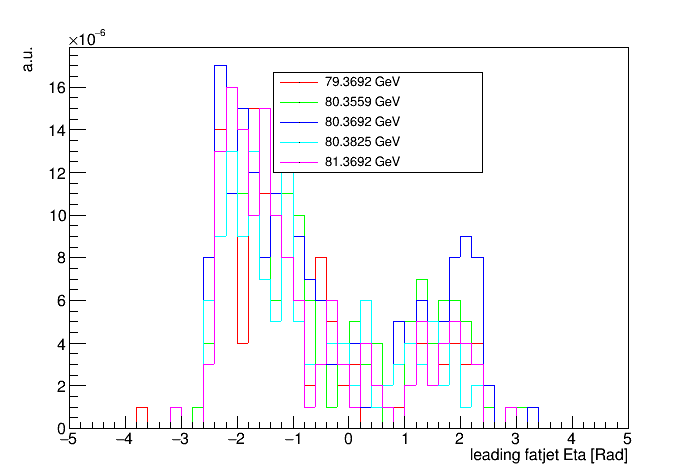 ×10⁻⁶
a.u.
16
14
12
10
8
6
4
2
0
79.3692 GeV
80.3559 GeV
80.3692 GeV
80.3825 GeV
81.3692 GeV
−5 −4 −3 −2 −1 0 1 2 3 4 5
leading fatjet Eta [Rad]